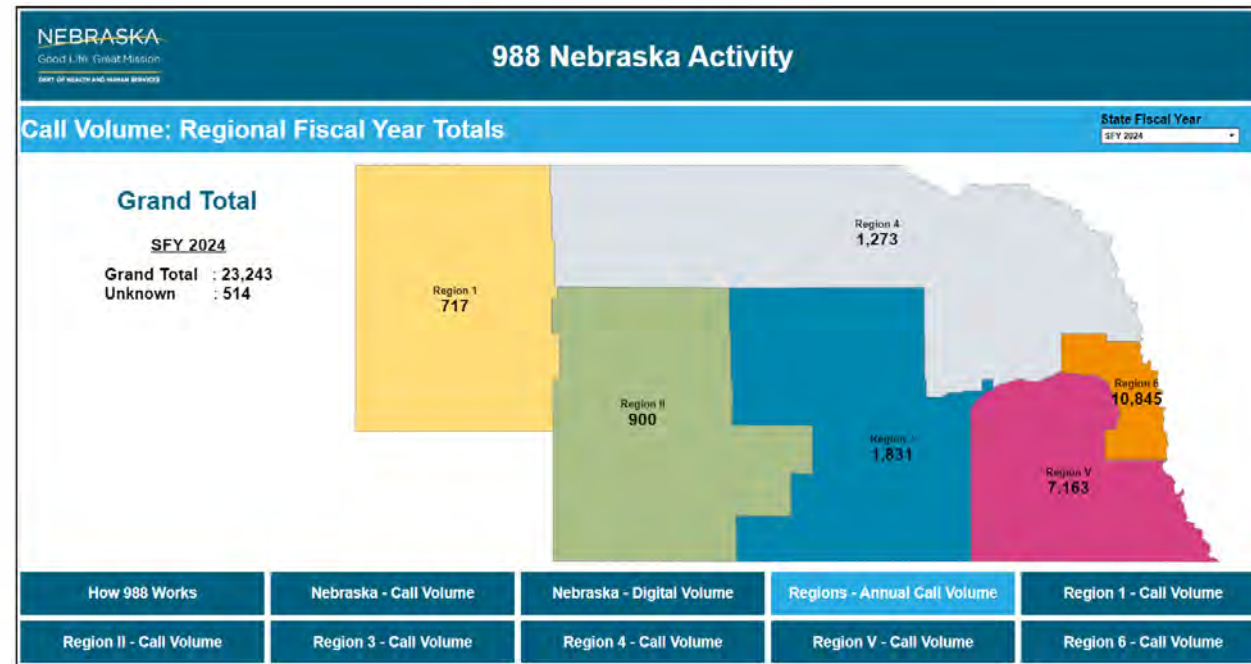 NEBRASKA
Good Life. Great Mission.
DEPT OF HEALTH AND HUMAN SERVICES
988 Nebraska Activity
Call Volume: Regional Fiscal Year Totals
State Fiscal Year
SFY 2024
Grand Total
SFY 2024
Grand Total : 23,243
Unknown : 514
Region 4
1,273
Region 1
717
Region II
900
Region
1,831
Region 6
10,845
Region V
7,163
How 988 Works
Nebraska - Call Volume
Nebraska - Digital Volume
Regions - Annual Call Volume
Region 1 - Call Volume
Region II - Call Volume
Region 3 - Call Volume
Region 4 - Call Volume
Region V - Call Volume
Region 6 - Call Volume